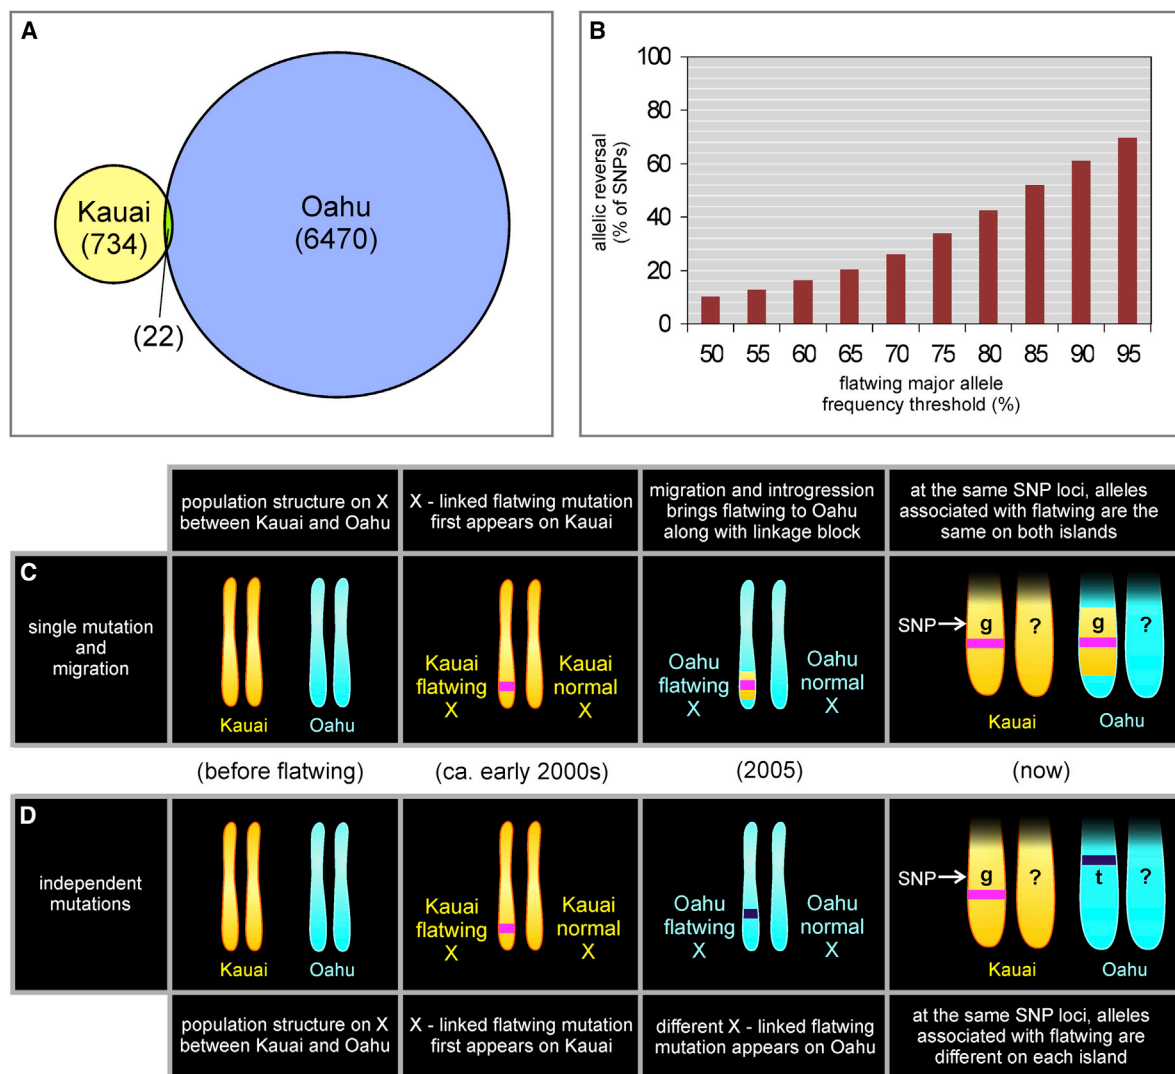 A
Kauai
(734)
Oahu
(6470)
(22)
B
allelic reversal
(% of SNPs)
100
80
60
40
20
0
50 55 60 65 70 75 80 85 90 95
flatwing major allele
frequency threshold (%)
population structure on X
between Kauai and Oahu
X - linked flatwing mutation
first appears on Kauai
migration and introgression
brings flatwing to Oahu
along with linkage block
at the same SNP loci, alleles
associated with flatwing are the
same on both islands
C
single mutation
and
migration
Kauai
Oahu
Kauai
flatwing
X
Kauai
normal
X
Oahu
flatwing
X
Oahu
normal
X
SNP
g
?
g
?
Kauai
Oahu
(before flatwing)
(ca. early 2000s)
(2005)
(now)
D
independent
mutations
Kauai
Oahu
Kauai
flatwing
X
Kauai
normal
X
Oahu
flatwing
X
Oahu
normal
X
SNP
g
?
t
?
Kauai
Oahu
population structure on X
between Kauai and Oahu
X - linked flatwing mutation
first appears on Kauai
different X - linked flatwing
mutation appears on Oahu
at the same SNP loci, alleles
associated with flatwing are
different on each island